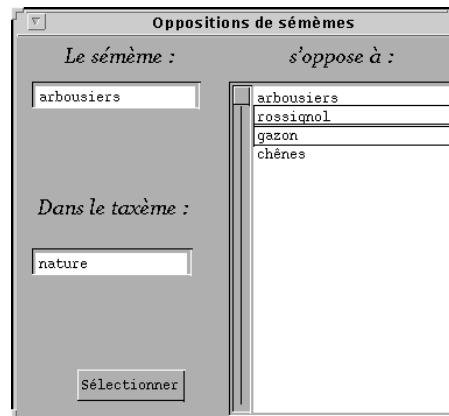 Oppositions de sémèmes
Le sémème :
s'oppose à :
arbousiers
arbousiers
rossignol
gazon
chênes
Dans le taxème :
nature
Sélectionner